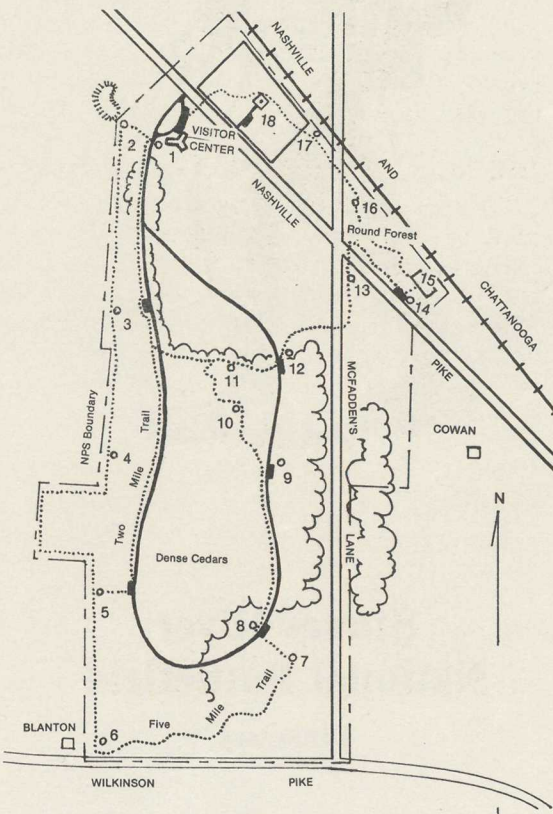 NASHVILLE
AND
CHATTANOOGA
18
VISITOR
CENTER
1
2
17
NASHVILLE
PIKE
16
Round Forest
15
14
13
3
12
11
10
MCFADDEN'S
LANE
COWAN
NPS Boundary
4
Two
Mile
Trail
9
N
Dense Cedars
5
8
7
Five
Mile
Trail
6
BLANTON
WILKINSON
PIKE